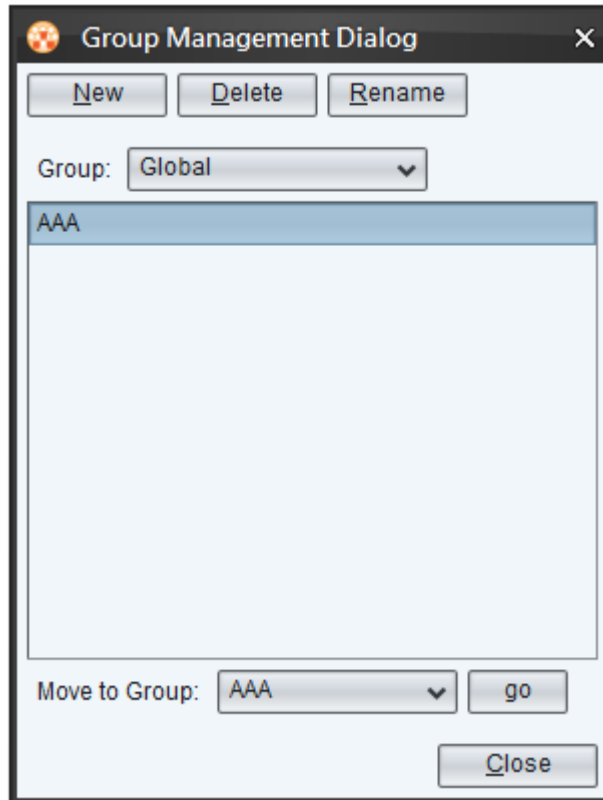 Group Management Dialog
New Delete Rename
Group: Global
AAA
Move to Group: AAA go
Close